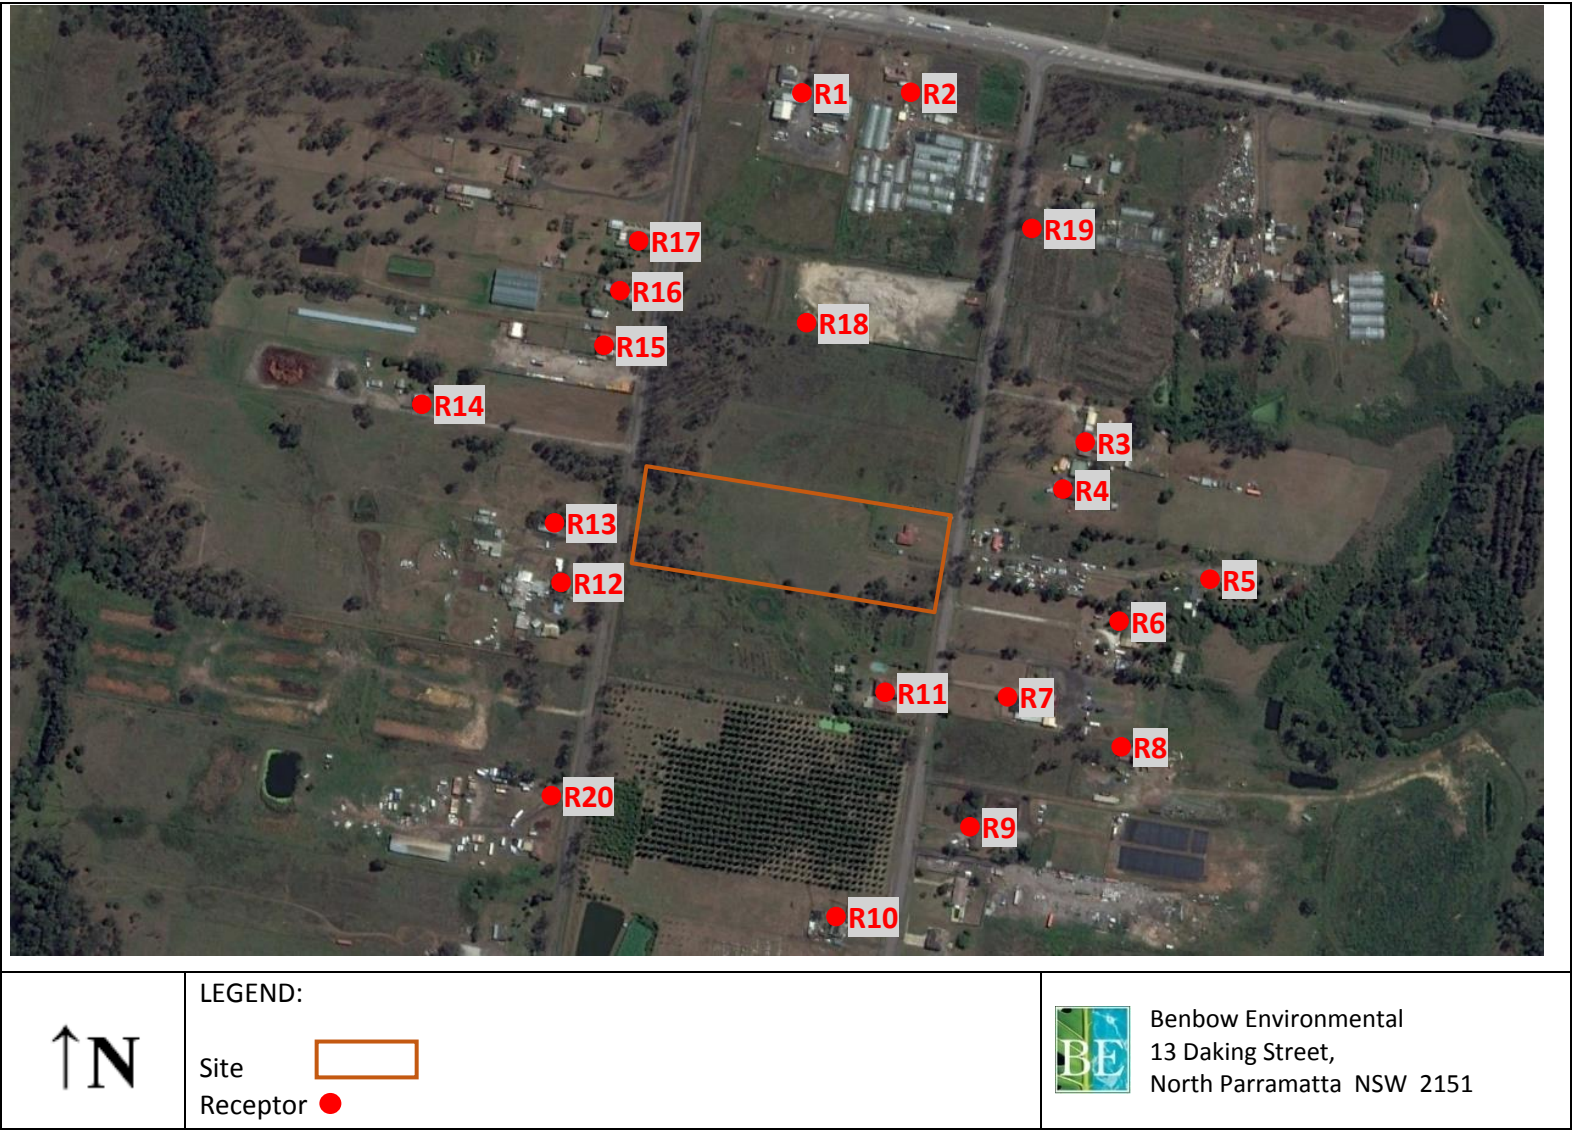 R1
R2
R19
R17
R16
R18
R15
R14
R3
R4
R13
R12
R5
R6
R11
R7
R8
R20
R9
R10
N
LEGEND:
Site
Receptor
BE
Benbow Environmental
13 Daking Street,
North Parramatta NSW 2151